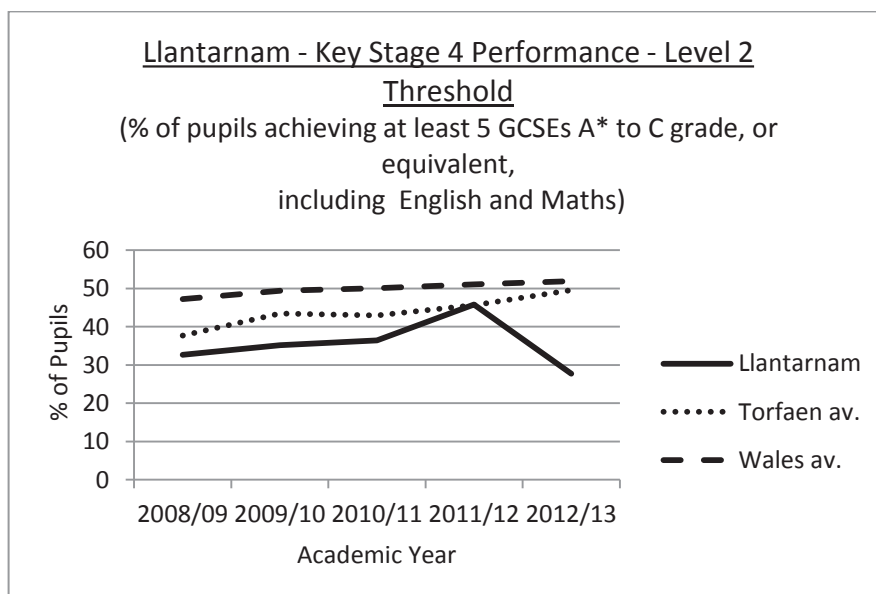 Llantarnam - Key Stage 4 Performance - Level 2
Threshold
(% of pupils achieving at least 5 GCSEs A* to C grade, or
equivalent,
including English and Maths)
60
50
40
30
20
10
0
% of Pupils
2008/09 2009/10 2010/11 2011/12 2012/13
Academic Year
Llantarnam
Torfaen av.
Wales av.